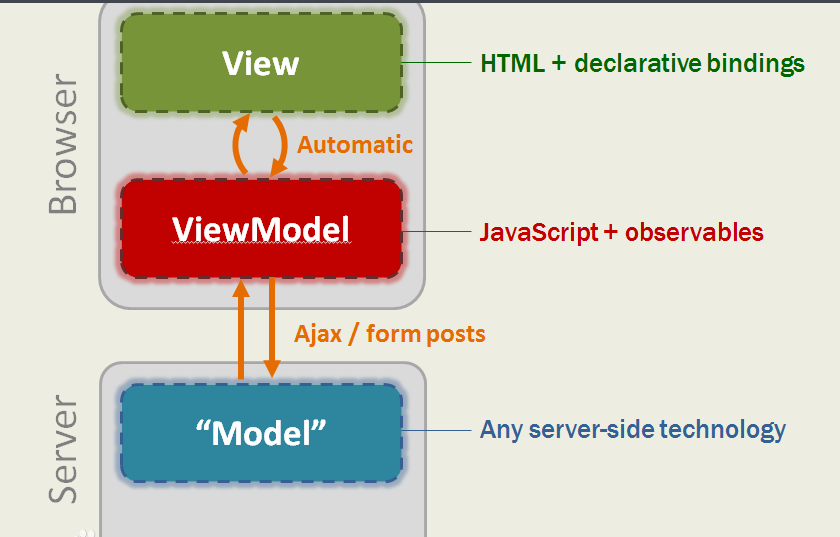 Browser
View
HTML + declarative bindings
Automatic
ViewModel
JavaScript + observables
Ajax / form posts
Server
“Model”
Any server-side technology